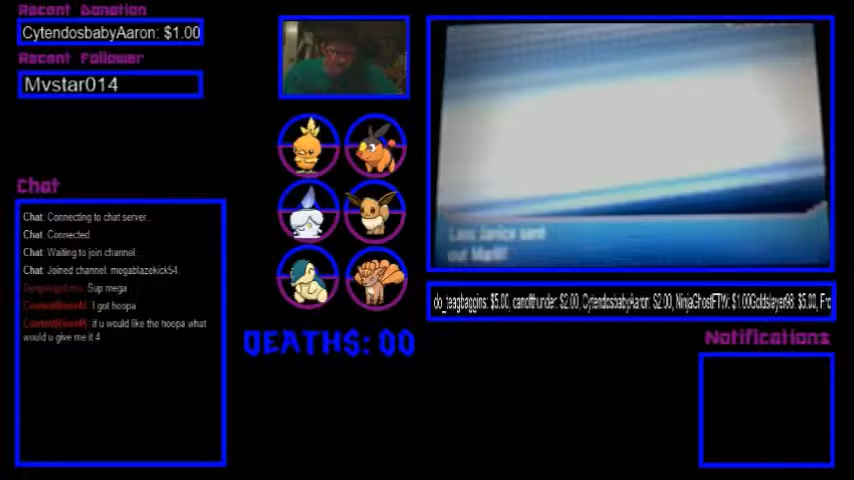 Recent Donation
CytendosbabyAaron: $1.00
Recent Follower
Mvstar014
Chat
Chat: Connecting to chat server...
Chat: Connected
Chat: Waiting to join channel
Chat: Joined channel: megablazekick54.
Sup mega
I got hoopa
if u would like the hoopa what
would u give me it 4
Lass Janice sent
out Marill!
do_teagbaggins: $5.00, canofthunder: $2.00, CytendosbabyAaron: $2.00, NinjaGhostFTW: $1.00Goldslayer98: $5.00, Fro
DEATHS: 00
Notifications